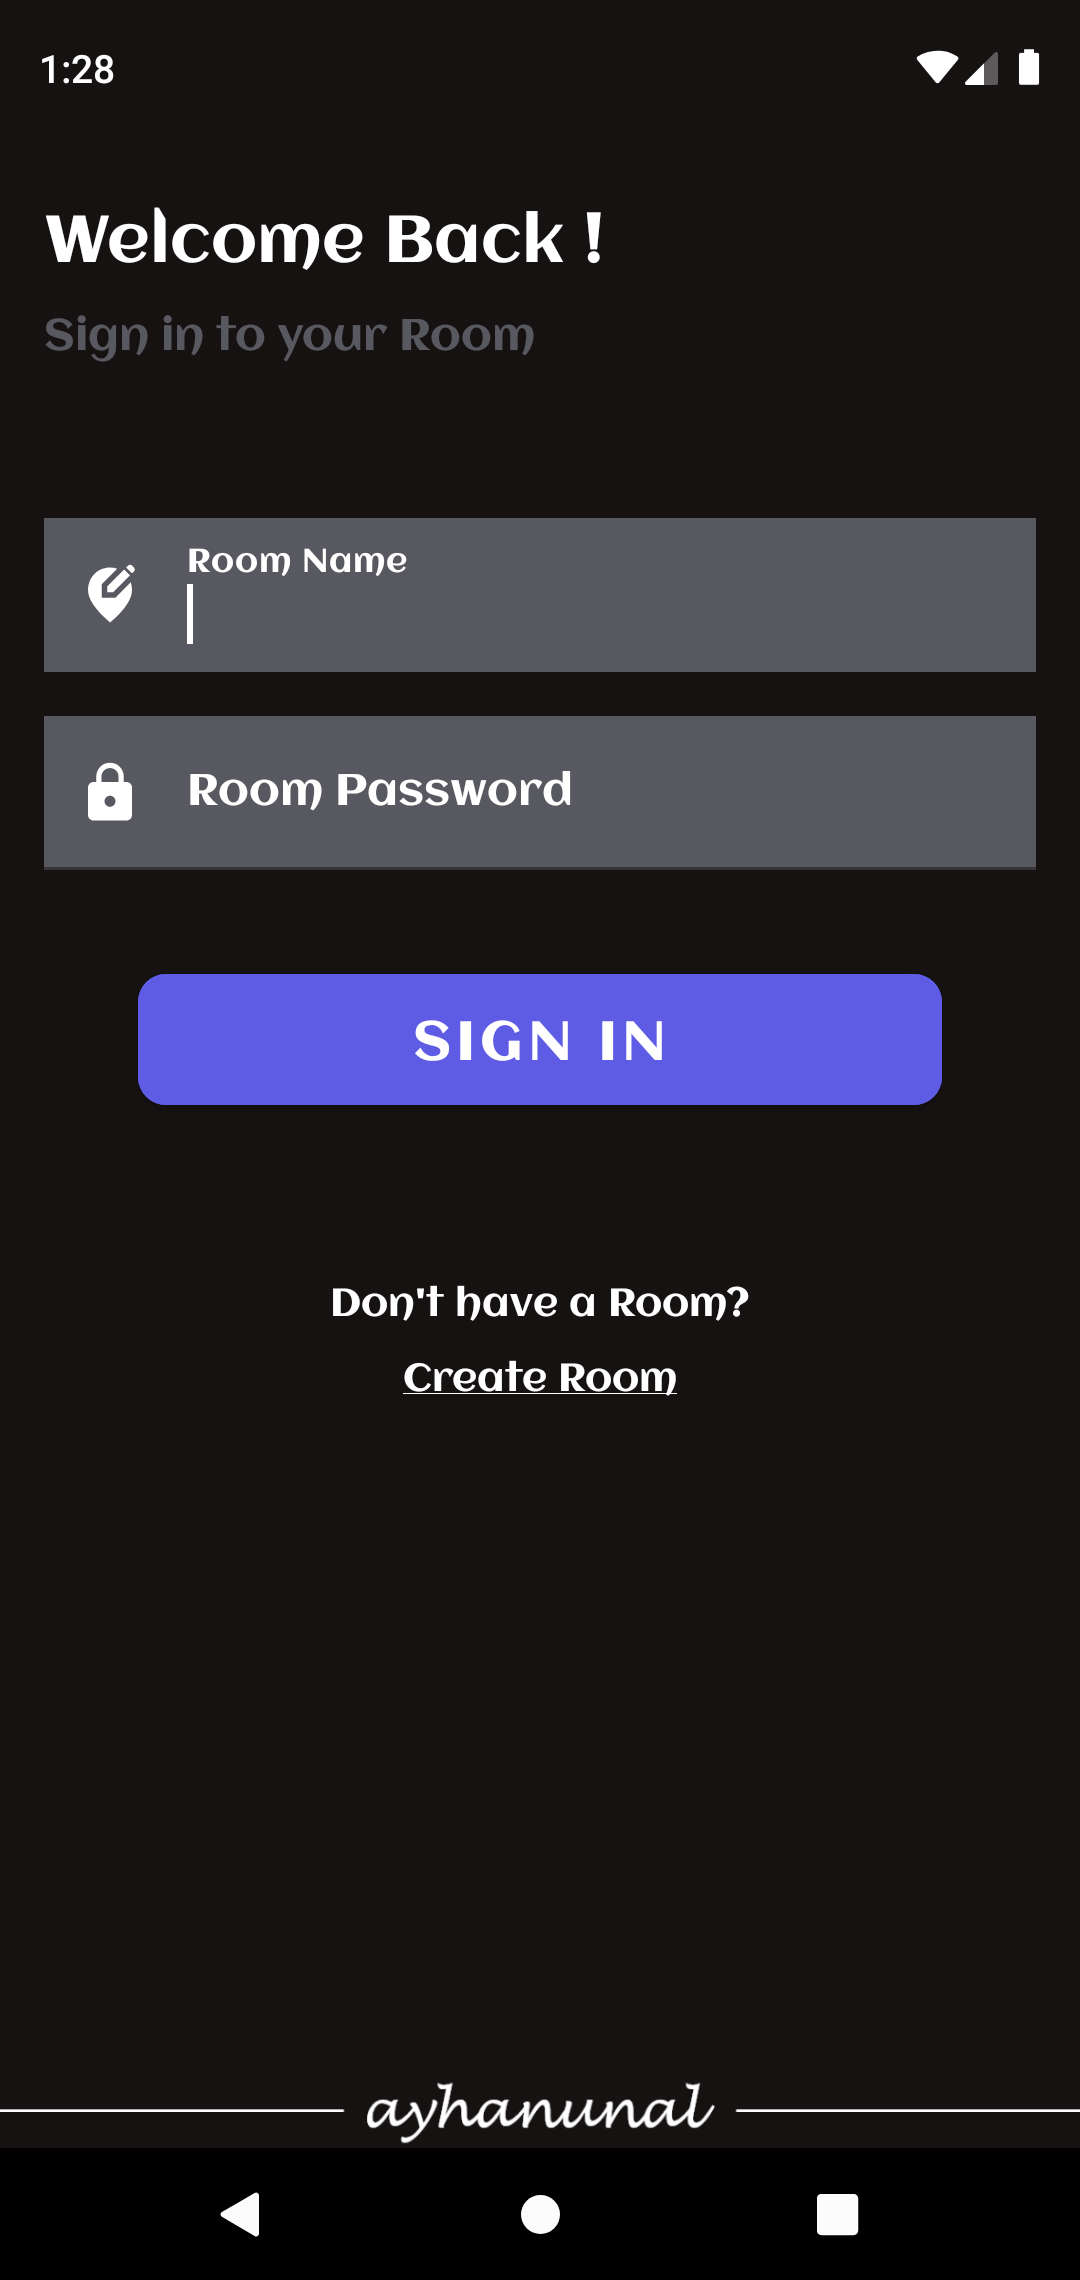 1:28
Welcome Back !
Sign in to your Room
Room Name
Room Password
SIGN IN
Don't have a Room?
Create Room
ayhanunal